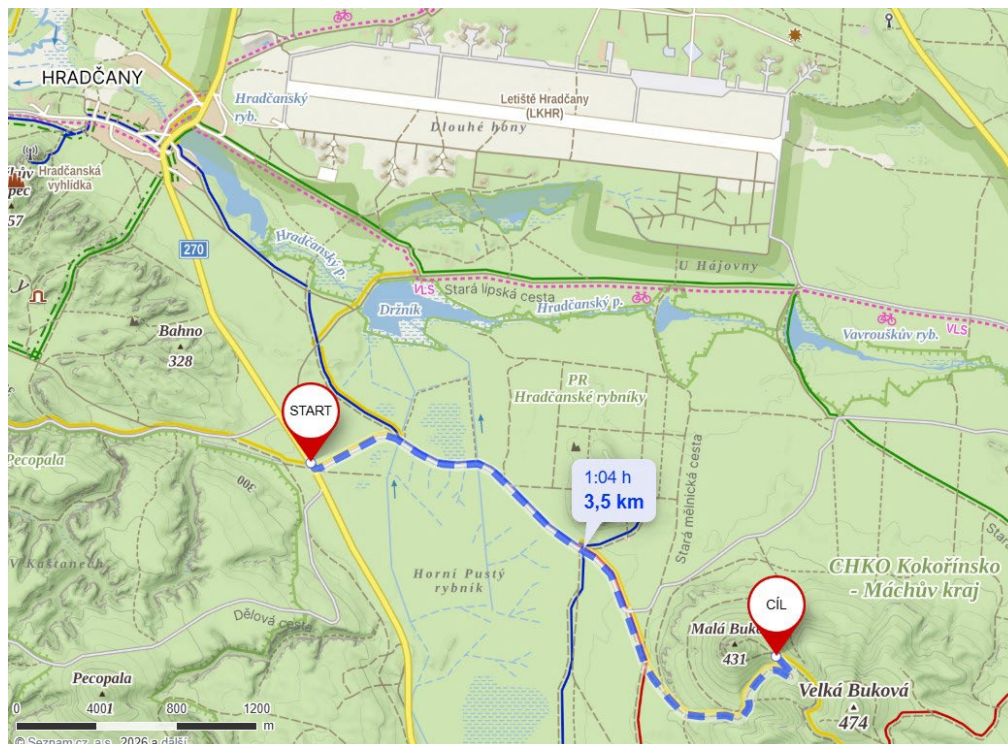 HRADČANY
Hradčanský
ryb.
Letiště Hradčany
(LKHR)
Dlouhé hony
Hradčanská
vyhlídka
57
270
Hradčanský p.
U Hájovny
VLS
Stará lipská cesta
Držník
Hradčanský p.
Vavrouškův ryb.
VLS
Bahno
328
PR
Hradčanské rybníky
START
Pecopala
300
1:04 h
3,5 km
Stará mělnická cesta
V Kaštanech
Horní Pustý
rybník
CHKO Kokořínsko
- Máchův kraj
Dělová cesta
CÍL
Malá Buko
431
Velká Buková
474
Pecopala
0 400 800 1200
m
© Seznam.cz, a.s., 2026 a další